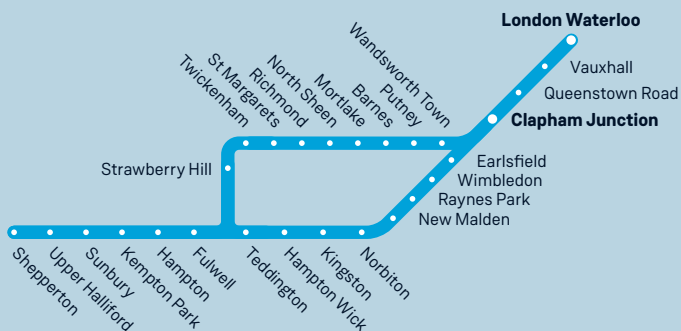 London Waterloo
Vauxhall
Queenstown Road
Clapham Junction
Wandsworth Town
Putney
Barnes
Mortlake
North Sheen
Richmond
St Margarets
Twickenham
Strawberry Hill
Earlsfield
Wimbledon
Raynes Park
New Malden
Norbiton
Kingston
Hampton Wick
Teddington
Fulwell
Hampton
Kempton Park
Sunbury
Upper Halliford
Shepperton